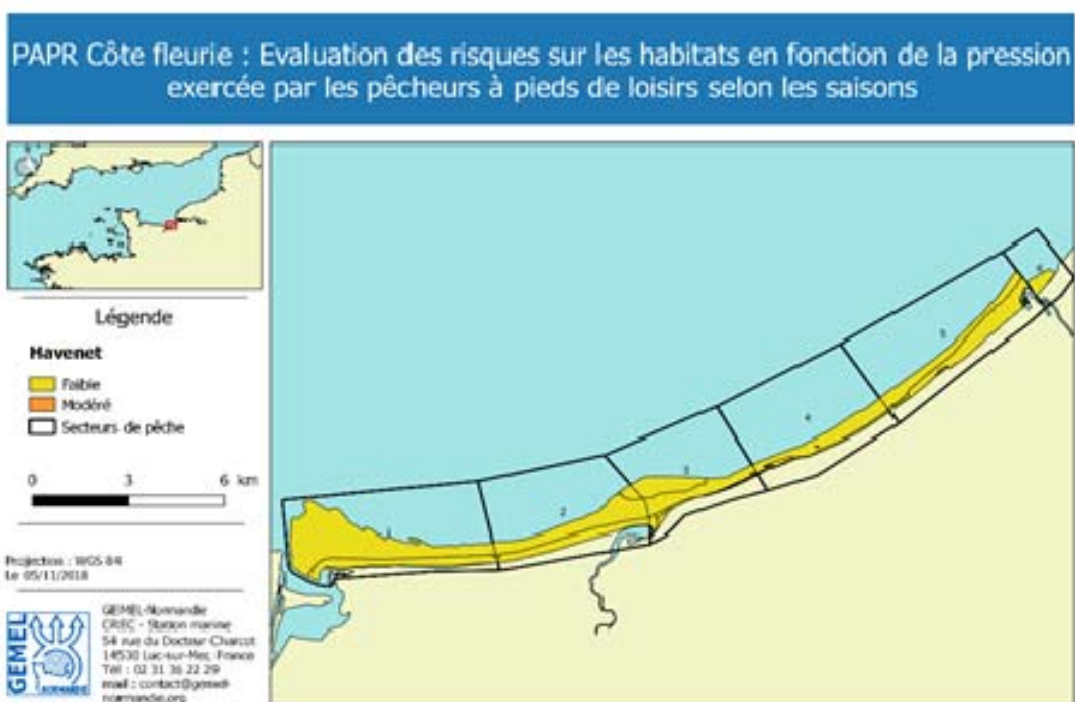 PAPR Côte fleurie : Evaluation des risques sur les habitats en fonction de la pression
exercée par les pêcheurs à pieds de loisirs selon les saisons
Légende
Havenet
Faible
Modéré
Secteurs de pêche
0 3 6 km
Projection : WGS 84
Le 05/11/2018
GEMEL
NORMANDIE
GEMEL-Normandie
CREC - Station marine
54 rue du Docteur Charcot
14530 Luc-sur-Mer, France
Tél : 02 31 36 22 29
mail : contact@gemel-
normandie.org
1
2
3
4
5
6